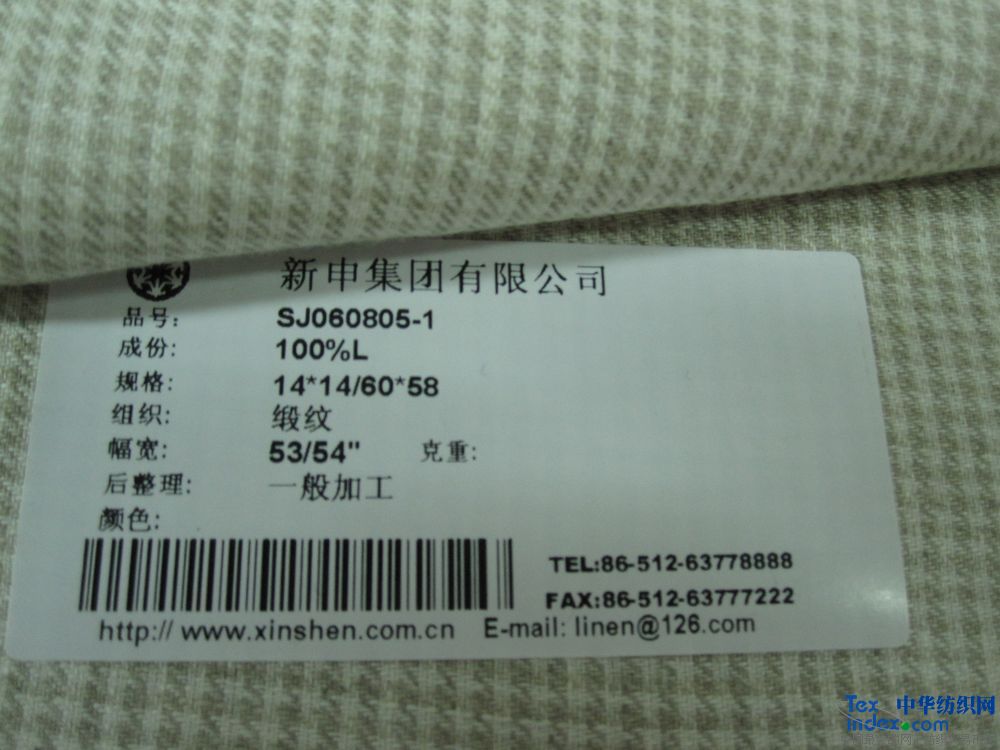 新申集团有限公司
品号: SJ060805-1
成份: 100%L
规格: 14*14/60*58
组织: 缎纹
幅宽: 53/54" 克重:
后整理: 一般加工
颜色:
TEL:86-512-63778888
FAX:86-512-63777222
http:// www.xinshen.com.cn E-mail: linen@126.com
Tex 中华纺织网
index.com